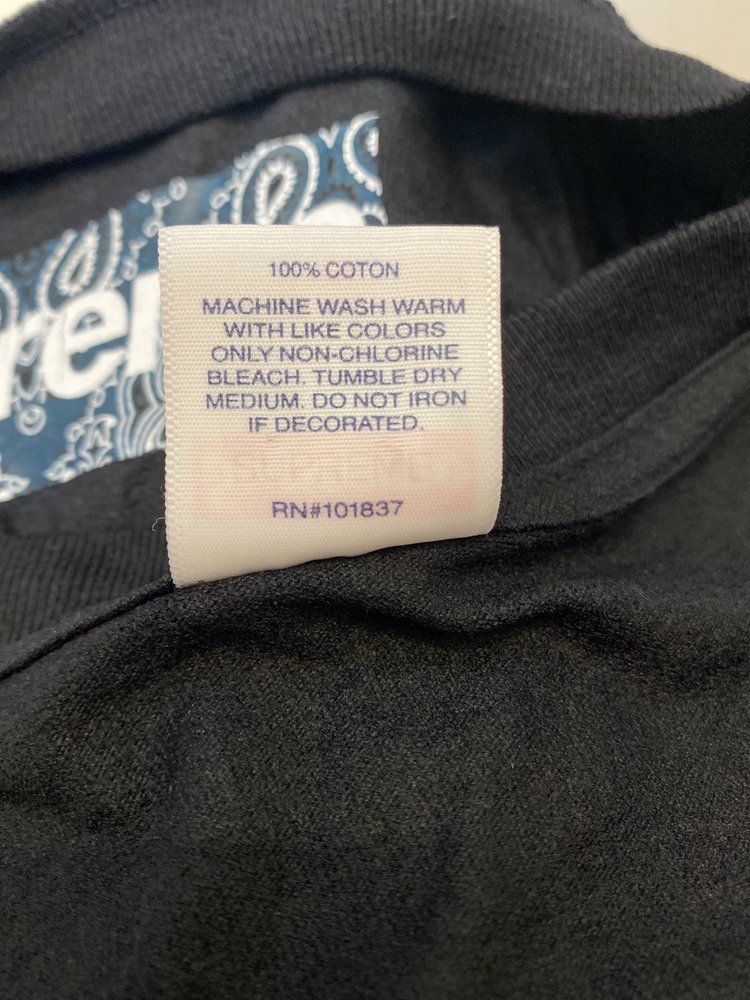 100% COTON
MACHINE WASH WARM
WITH LIKE COLORS
ONLY NON-CHLORINE
BLEACH. TUMBLE DRY
MEDIUM. DO NOT IRON
IF DECORATED.
RN#101837